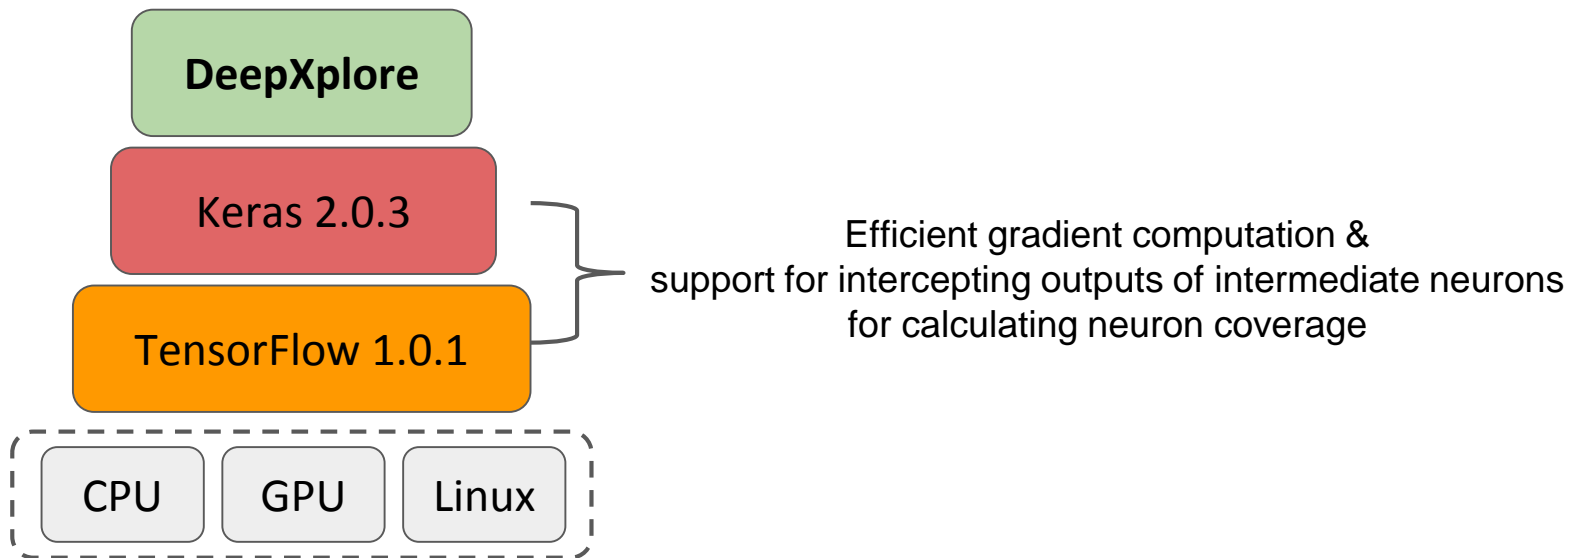 DeepXplore
Keras 2.0.3
TensorFlow 1.0.1
CPU
GPU
Linux
Efficient gradient computation &
support for intercepting outputs of intermediate neurons
for calculating neuron coverage